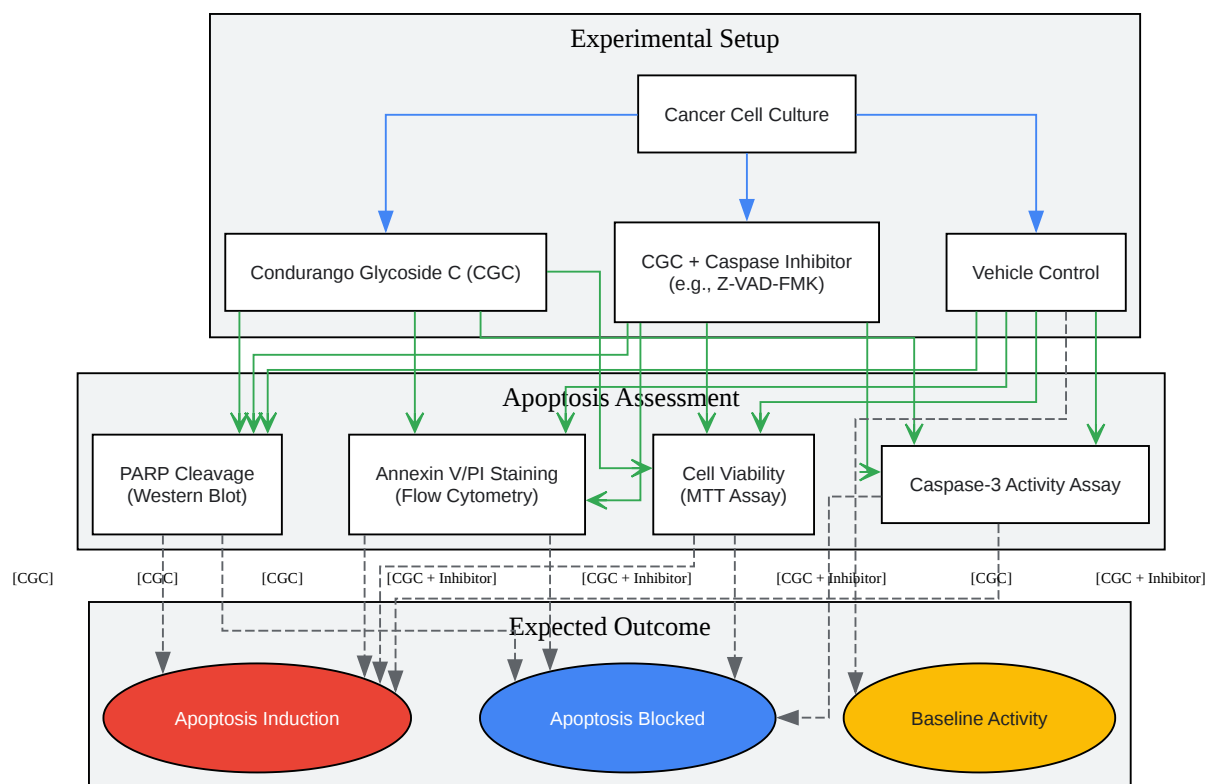 Experimental Setup
Cancer Cell Culture
Condurango Glycoside C (CGC)
CGC + Caspase Inhibitor
(e.g., Z-VAD-FMK)
Vehicle Control
Apoptosis Assessment
PARP Cleavage
(Western Blot)
Annexin V/PI Staining
(Flow Cytometry)
Cell Viability
(MTT Assay)
Caspase-3 Activity Assay
[CGC]
[CGC]
[CGC]
[CGC + Inhibitor]
[CGC + Inhibitor]
[CGC + Inhibitor]
[CGC]
[CGC + Inhibitor]
Expected Outcome
Apoptosis Induction
Apoptosis Blocked
Baseline Activity